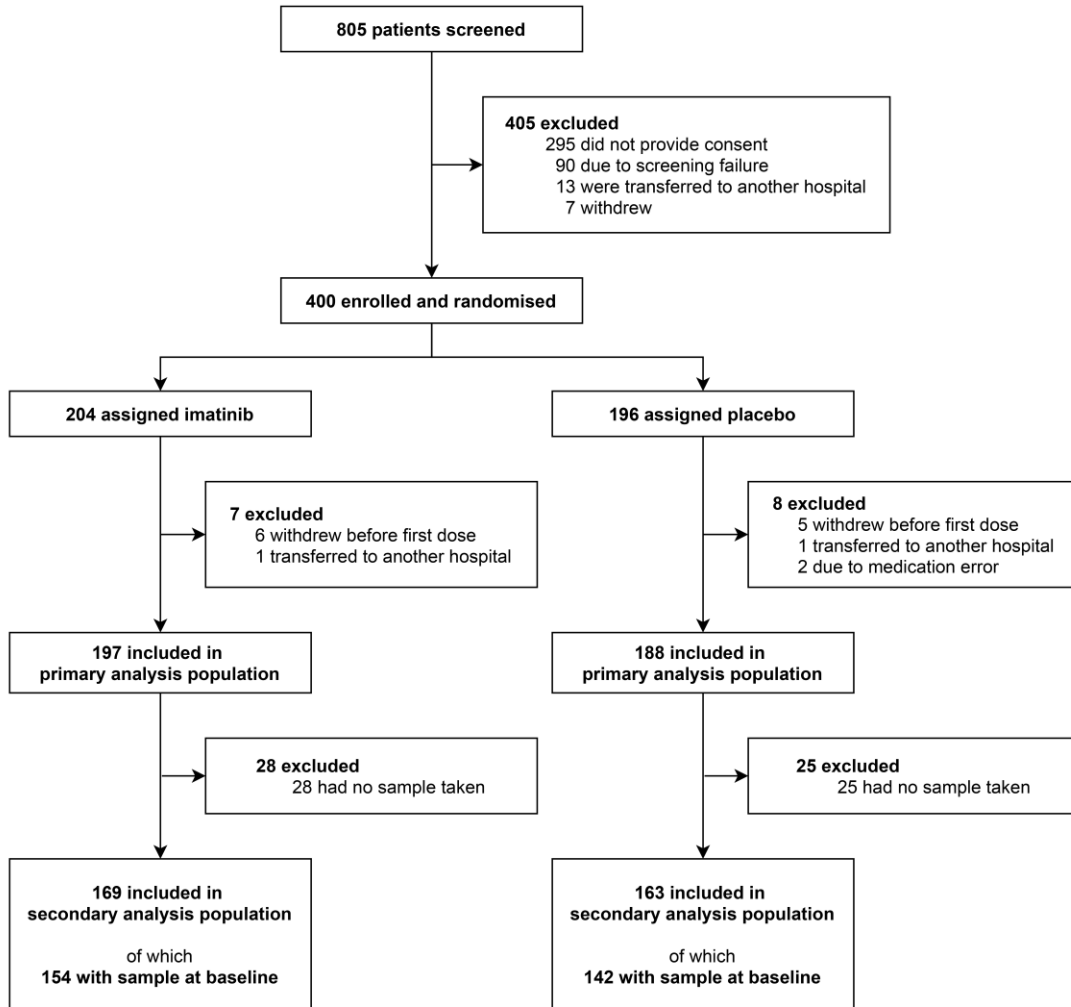 805 patients screened
405 excluded
295 did not provide consent
90 due to screening failure
13 were transferred to another hospital
7 withdrew
400 enrolled and randomised
204 assigned imatinib
196 assigned placebo
7 excluded
6 withdrew before first dose
1 transferred to another hospital
8 excluded
5 withdrew before first dose
1 transferred to another hospital
2 due to medication error
197 included in
primary analysis population
188 included in
primary analysis population
28 excluded
28 had no sample taken
25 excluded
25 had no sample taken
169 included in
secondary analysis population
of which
154 with sample at baseline
163 included in
secondary analysis population
of which
142 with sample at baseline